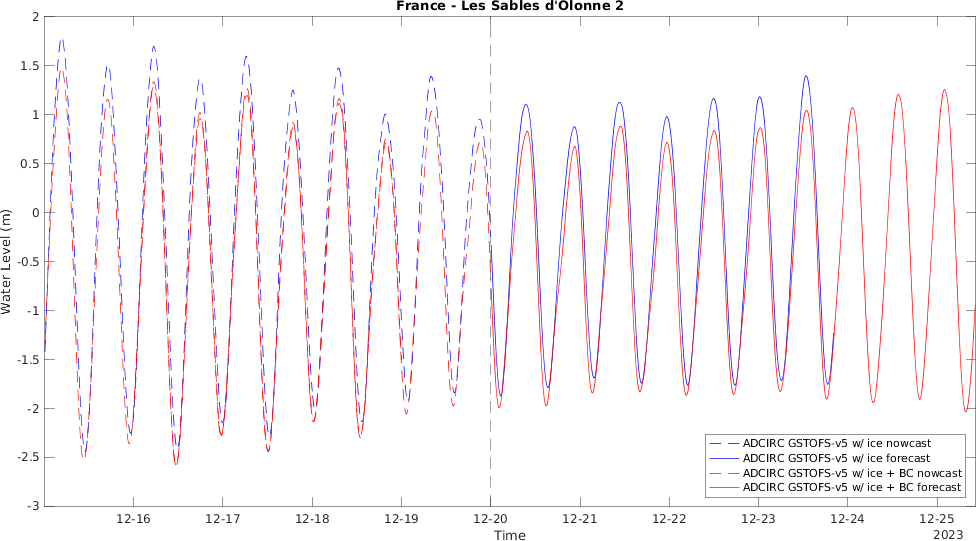 France - Les Sables d'Olonne 2
Water Level (m)
2
1.5
1
0.5
0
-0.5
-1
-1.5
-2
-2.5
-3
ADCIRC GSTOFS-v5 w/ ice nowcast
ADCIRC GSTOFS-v5 w/ ice forecast
ADCIRC GSTOFS-v5 w/ ice + BC nowcast
ADCIRC GSTOFS-v5 w/ ice + BC forecast
12-16 12-17 12-18 12-19 12-20 12-21 12-22 12-23 12-24 12-25
Time
2023